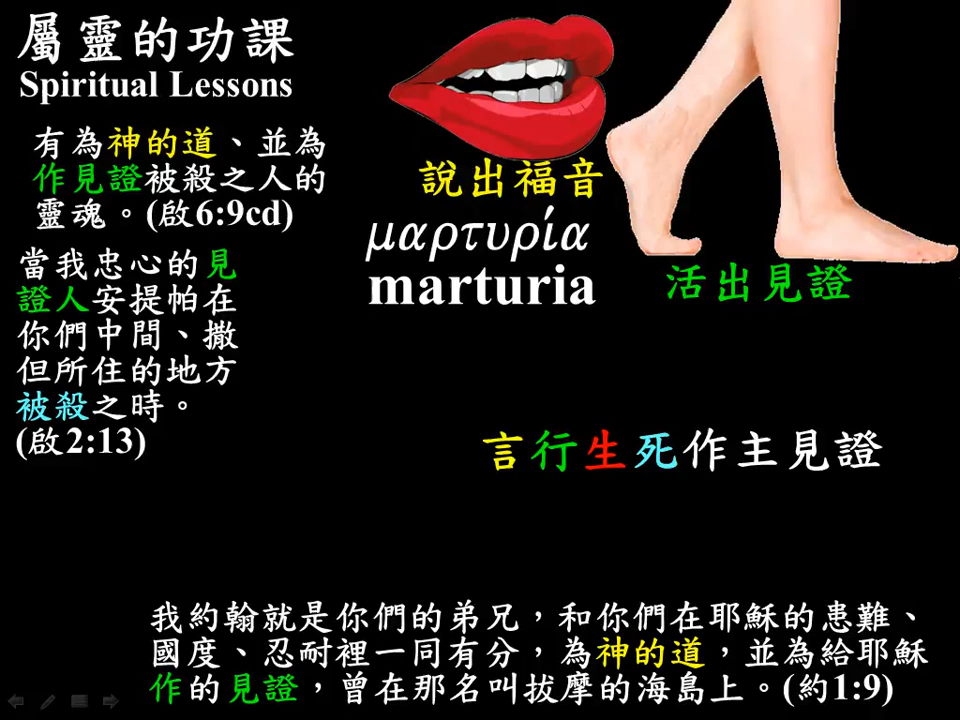 屬靈的功課
Spiritual Lessons
有為神的道、並為
作見證被殺之人的
靈魂。(啟6:9cd)
當我忠心的見
證人安提帕在
你們中間、撒
但所住的地方
被殺之時。
(啟2:13)
說出福音
μαρτυρία
marturia
活出見證
言行生死作主見證
我約翰就是你們的弟兄，和你們在耶穌的患難、
國度、忍耐裡一同有分，為神的道，並為給耶穌
作的見證，曾在那名叫拔摩的海島上。(約1:9)